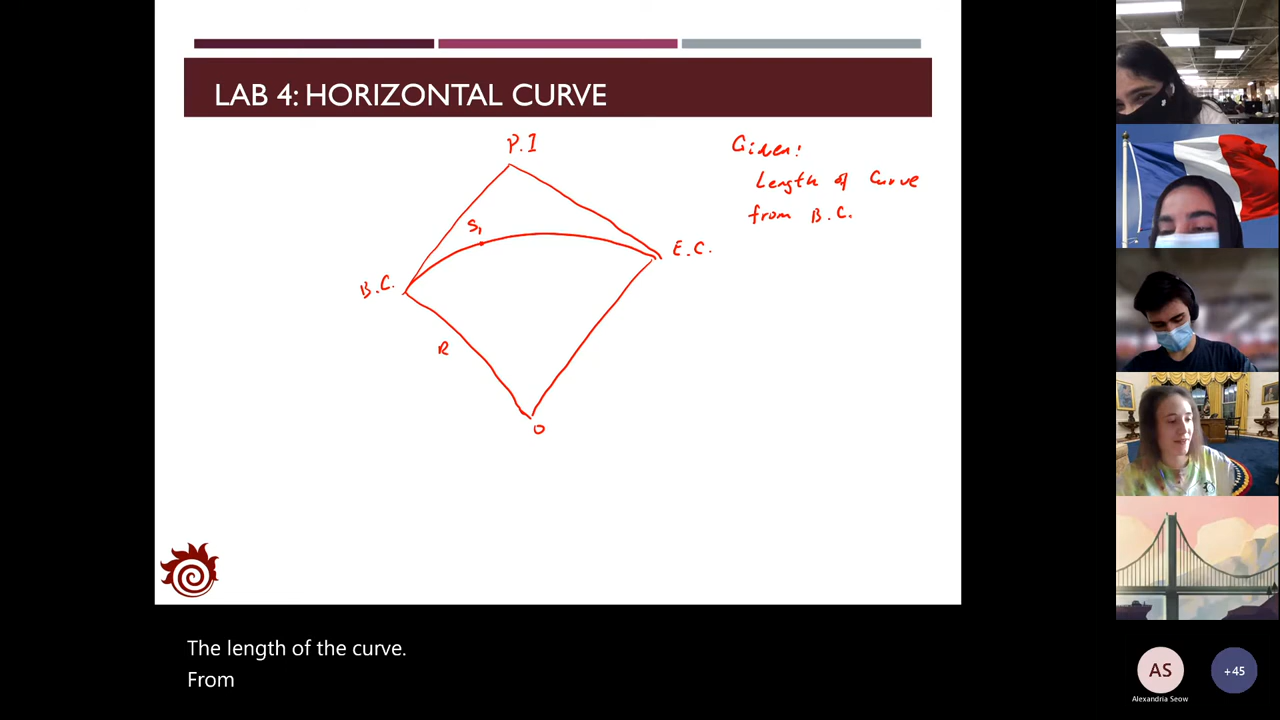 LAB 4: HORIZONTAL CURVE
P.I
Given:
Length of Curve
from B.C.
S1
E.C.
B.C.
R
O
The length of the curve.
From
AS
+45
Alexandria Seow